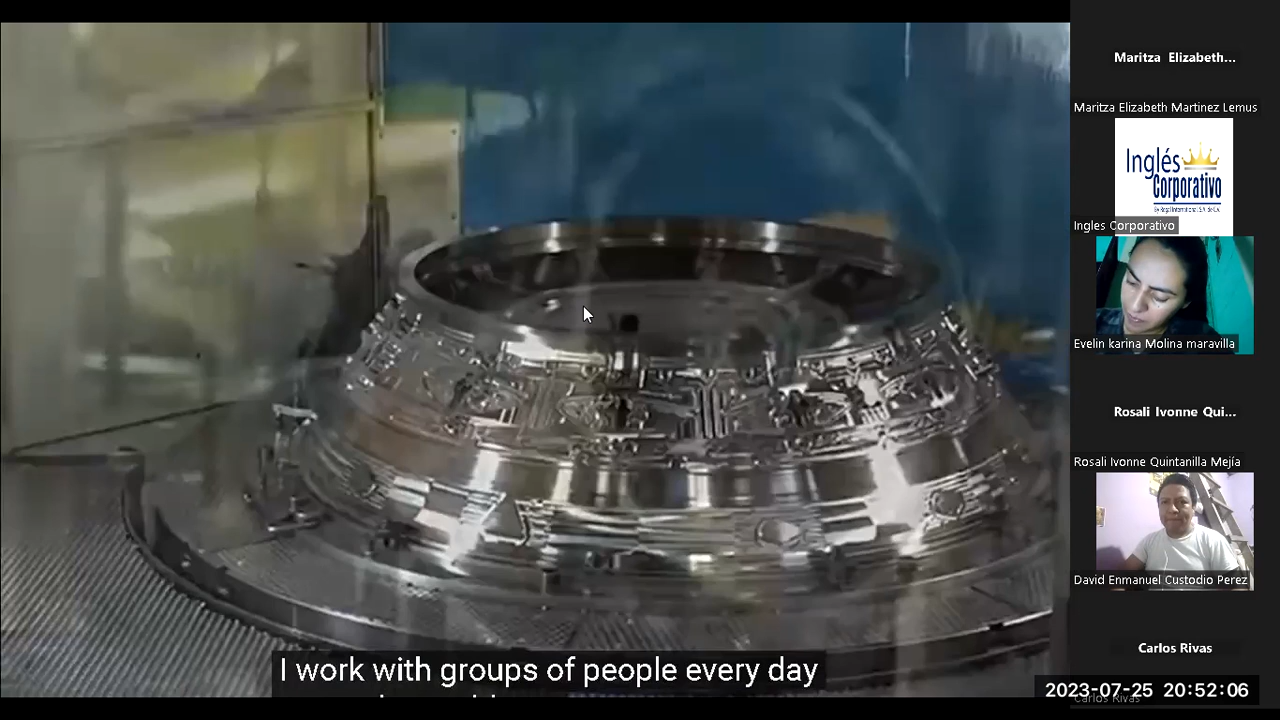 Maritza Elizabeth...
Maritza Elizabeth Martinez Lemus
Inglés
Corporativo
Ingles Corporativo
Evelin karina Molina maravilla
Rosali Ivonne Qui...
Rosali Ivonne Quintanilla Mejía
David Enmanuel Custodio Perez
Carlos Rivas
I work with groups of people every day
2023-07-25 20:52:06
Carlos Rivas